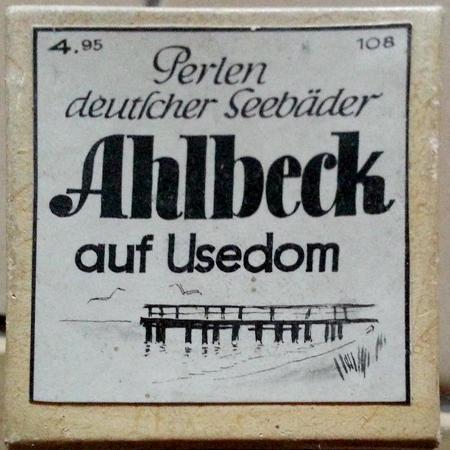 4.95 108
Perlen
deutscher Seebäder
Ahlbeck
auf Usedom